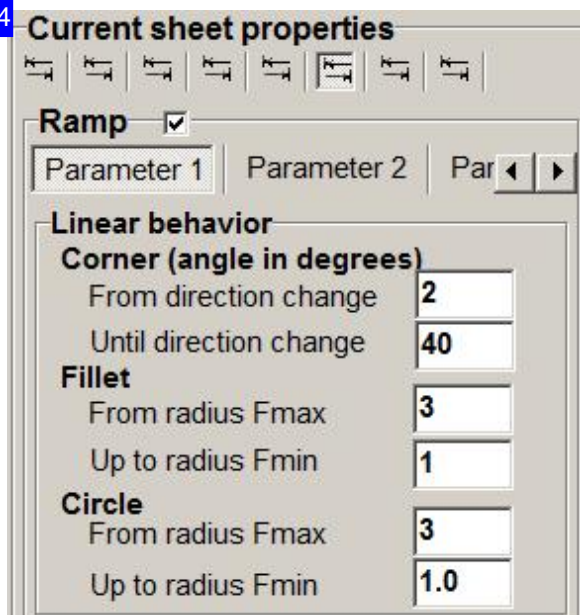 4
Current sheet properties
Ramp
Parameter 1 Parameter 2 Par
Linear behavior
Corner (angle in degrees)
From direction change 2
Until direction change 40
Fillet
From radius Fmax 3
Up to radius Fmin 1
Circle
From radius Fmax 3
Up to radius Fmin 1.0